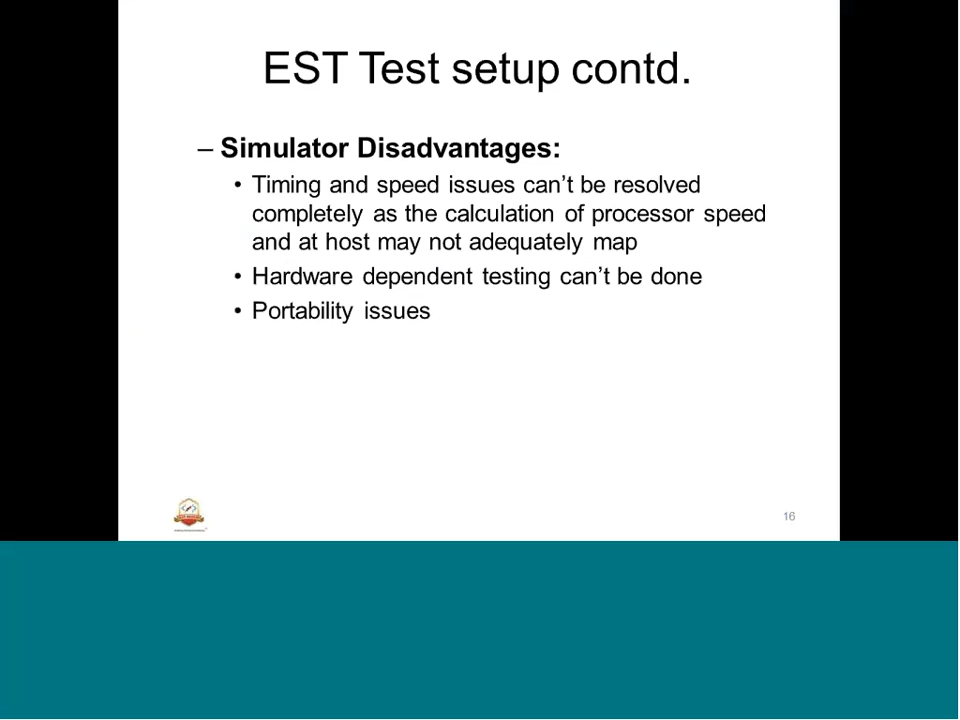 EST Test setup contd.
– Simulator Disadvantages:
• Timing and speed issues can’t be resolved
completely as the calculation of processor speed
and at host may not adequately map
• Hardware dependent testing can’t be done
• Portability issues
16